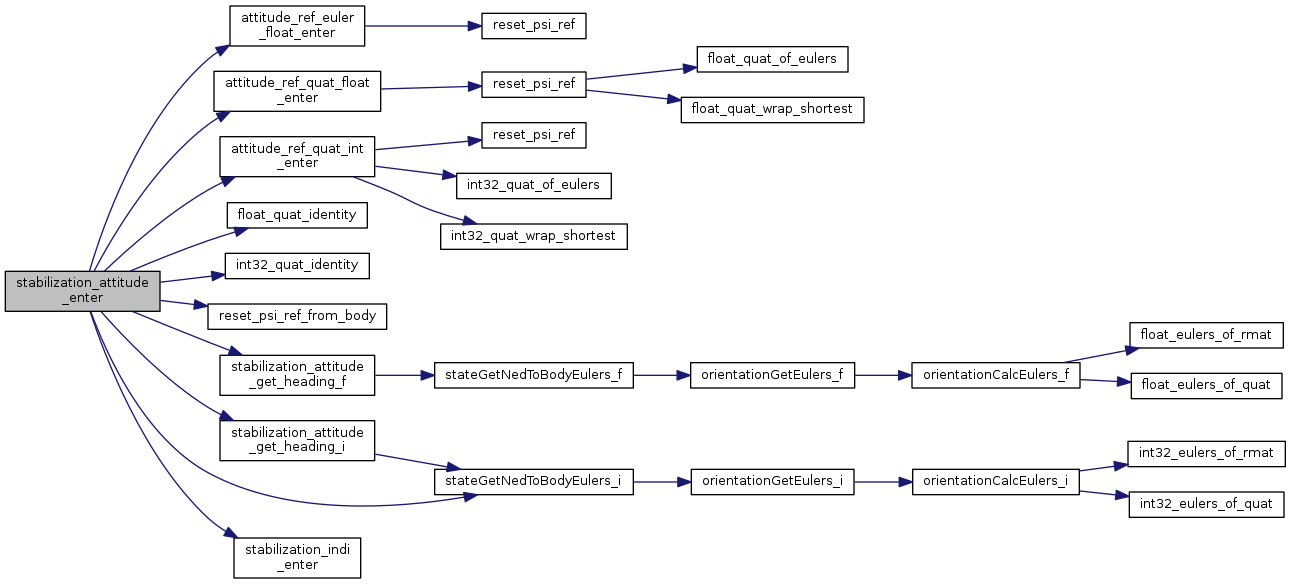 attitude_ref_euler
_float_enter
reset_psi_ref
float_quat_of_eulers
attitude_ref_quat_float
_enter
reset_psi_ref
float_quat_wrap_shortest
attitude_ref_quat_int
_enter
reset_psi_ref
int32_quat_of_eulers
int32_quat_wrap_shortest
float_quat_identity
int32_quat_identity
stabilization_attitude
_enter
reset_psi_ref_from_body
stabilization_attitude
_get_heading_f
stateGetNedToBodyEulers_f
orientationGetEulers_f
orientationCalcEulers_f
float_eulers_of_rmat
float_eulers_of_quat
stabilization_attitude
_get_heading_i
stateGetNedToBodyEulers_i
orientationGetEulers_i
orientationCalcEulers_i
int32_eulers_of_rmat
int32_eulers_of_quat
stabilization_indi
_enter